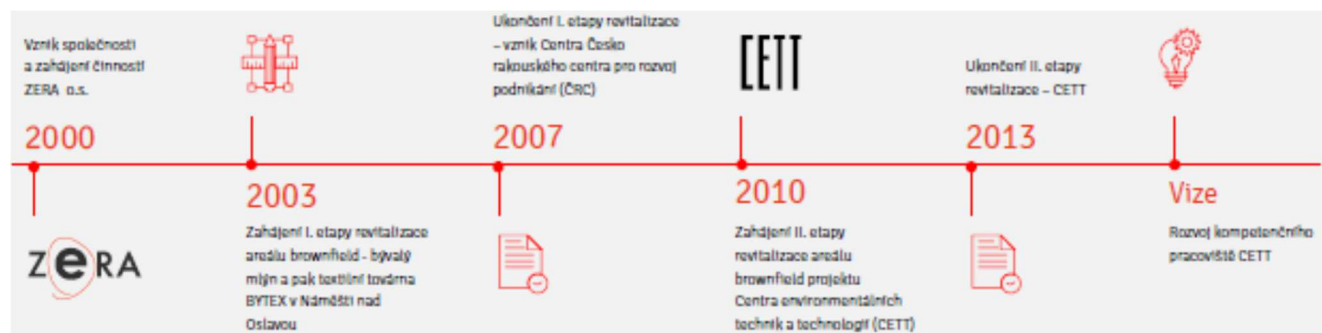 Vznik společnosti
a zahájení činnosti
ZERA o.s.
2000
ZeRA
2003
Zahájení I. etapy revitalizace
areálu brownfield - bývalý
mlýn a pak textilní továrna
BYTEX v Náměšti nad
Oslavou
Ukončení I. etapy revitalizace
– vznik Centra Česko
rakouského centra pro rozvoj
podnikání (ČRC)
2007
CETT
2010
Zahájení II. etapy
revitalizace areálu
brownfield projektu
Centra environmentálních
technik a technologií (CETT)
Ukončení II. etapy
revitalizace – CETT
2013
Vize
Rozvoj kompetenčního
pracoviště CETT